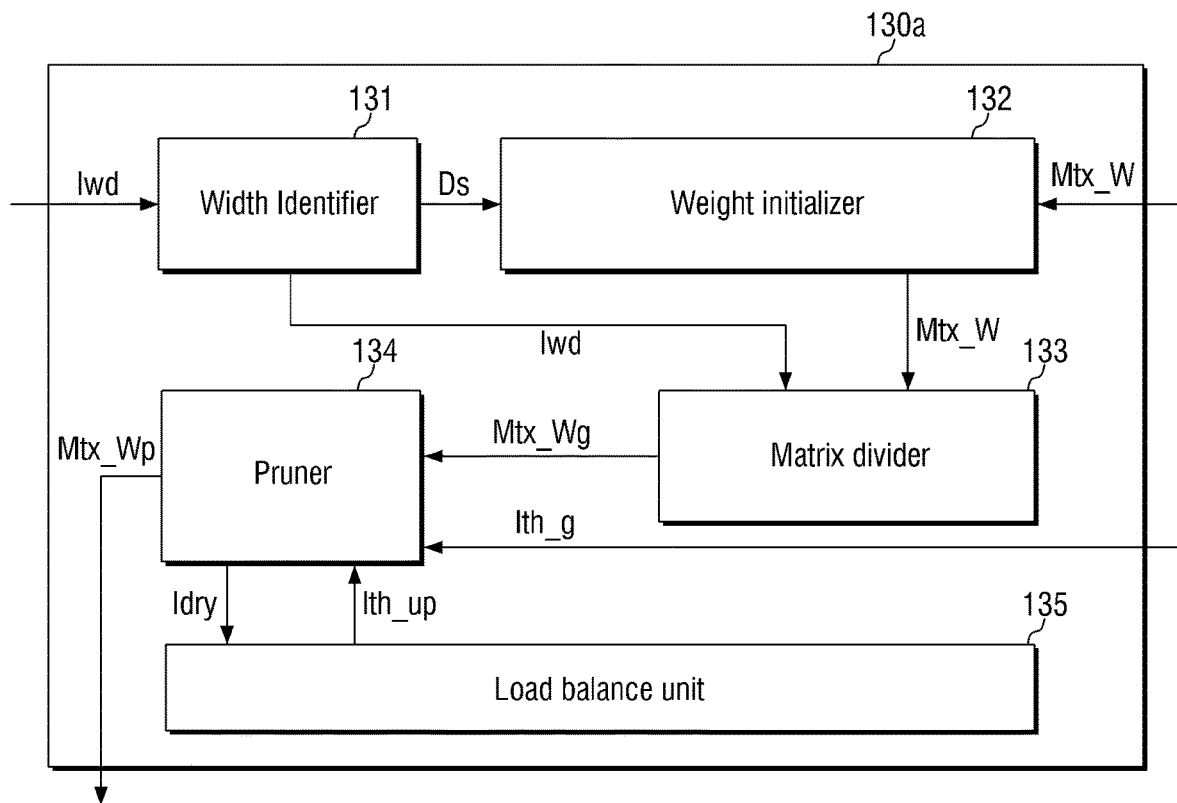 130a
131
132
Iwd
Width Identifier
Ds
Weight initializer
Mtx_W
Iwd
Mtx_W
134
133
Mtx_Wp
Pruner
Mtx_Wg
Matrix divider
Ith_g
Idry
Ith_up
135
Load balance unit